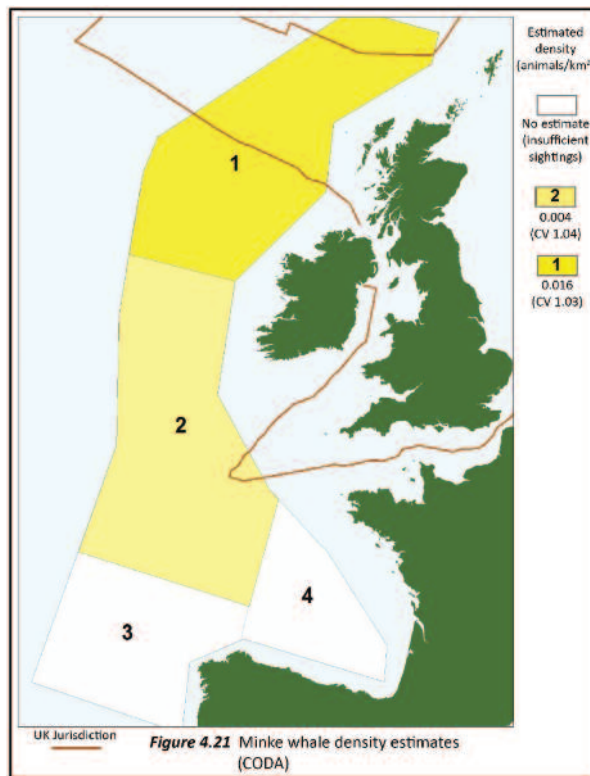 Estimated
density
(animals/km²
No estimate
(insufficient
sightings)
2
0.004
(CV 1.04)
1
0.016
(CV 1.03)
1
2
3
4
UK Jurisdiction
Figure 4.21 Minke whale density estimates
(CODA)